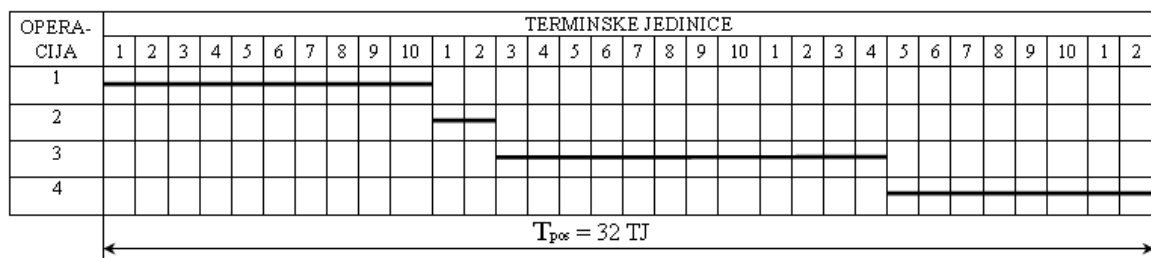 OPERA-
CIJA
TERMINSKE JEDINICE
1 2 3 4 5 6 7 8 9 10 1 2 3 4 5 6 7 8 9 10 1 2 3 4 5 6 7 8 9 10 1 2
1
2
3
4
Tpos = 32 TJ